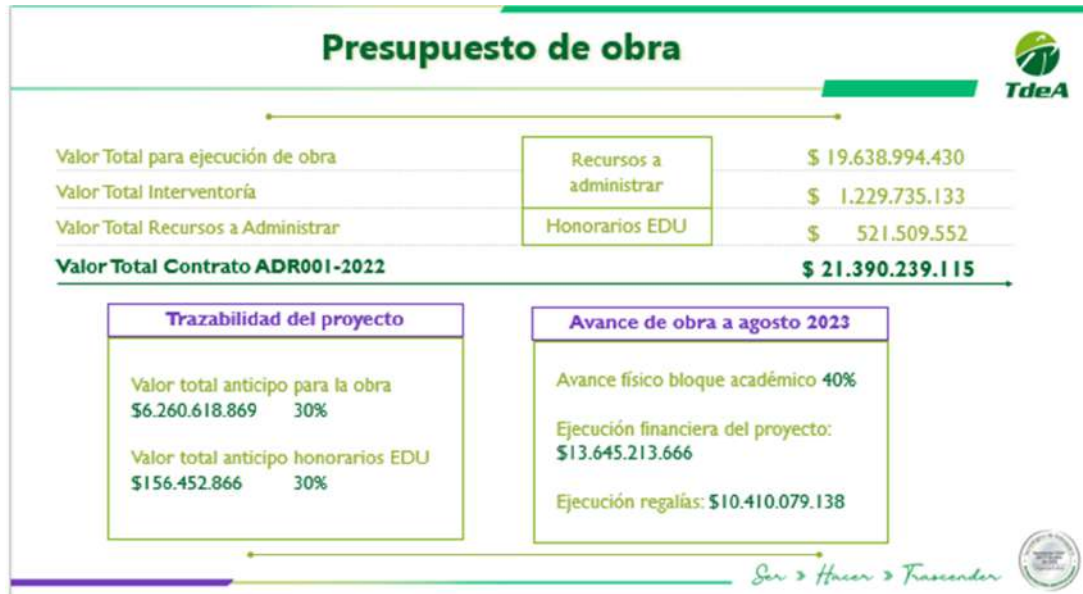 Presupuesto de obra
TdeA
Valor Total para ejecución de obra
Recursos a administrar
$ 19.638.994.430
Valor Total Interventoría
$ 1.229.735.133
Valor Total Recursos a Administrar
Honorarios EDU
$ 521.509.552
Valor Total Contrato ADR001-2022
$ 21.390.239.115
Trazabilidad del proyecto
Valor total anticipo para la obra
$6.260.618.869 30%
Valor total anticipo honorarios EDU
$156.452.866 30%
Avance de obra a agosto 2023
Avance físico bloque académico 40%
Ejecución financiera del proyecto:
$13.645.213.666
Ejecución regalías: $10.410.079.138
Ser » Hacer » Trascender